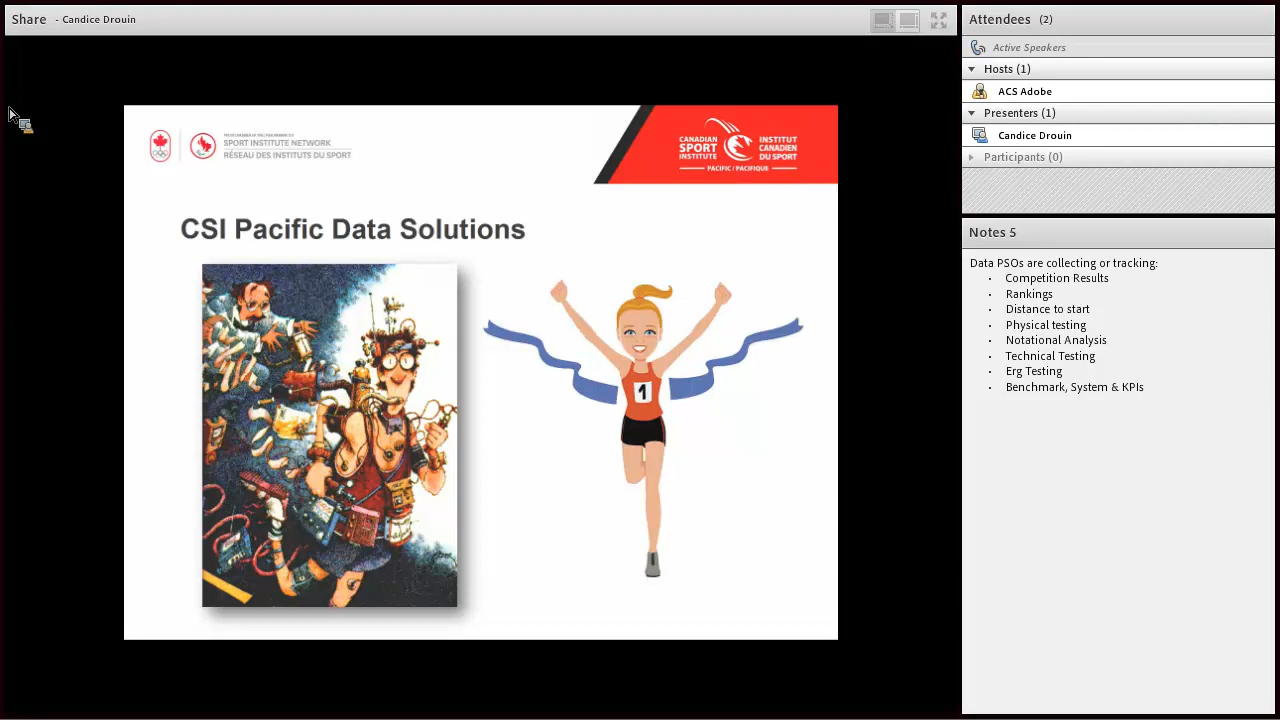 Share - Candice Drouin
SPORT INSTITUTE NETWORK
RÉSEAU DES INSTITUTS DU SPORT
CANADIAN
SPORT
INSTITUTE
INSTITUT
CANADIEN
DU SPORT
PACIFIC / PACIFIQUE
CSI Pacific Data Solutions
1
Attendees (2)
Active Speakers
Hosts (1)
ACS Adobe
Presenters (1)
Candice Drouin
Participants (0)
Notes 5
Data PSOs are collecting or tracking:
· Competition Results
· Rankings
· Distance to start
· Physical testing
· Notational Analysis
· Technical Testing
· Erg Testing
· Benchmark, System & KPIs